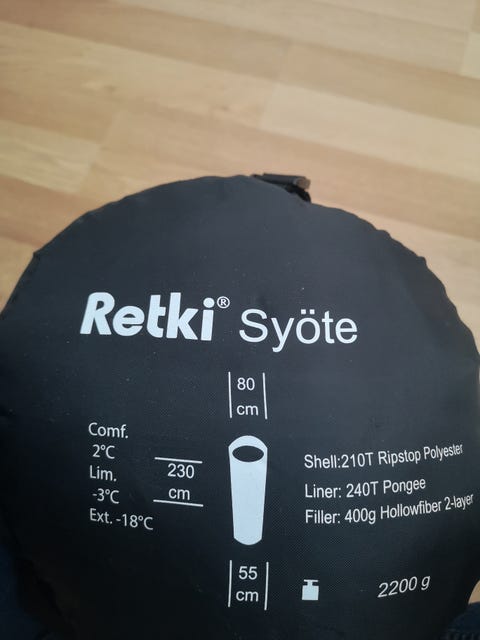 Retki® Syöte
80
cm
Comf.
2°C
Lim.
-3°C
Ext. -18°C
230
cm
Shell:210T Ripstop Polyester
Liner: 240T Pongee
Filler: 400g Hollowfiber 2-layer
55
cm
2200 g